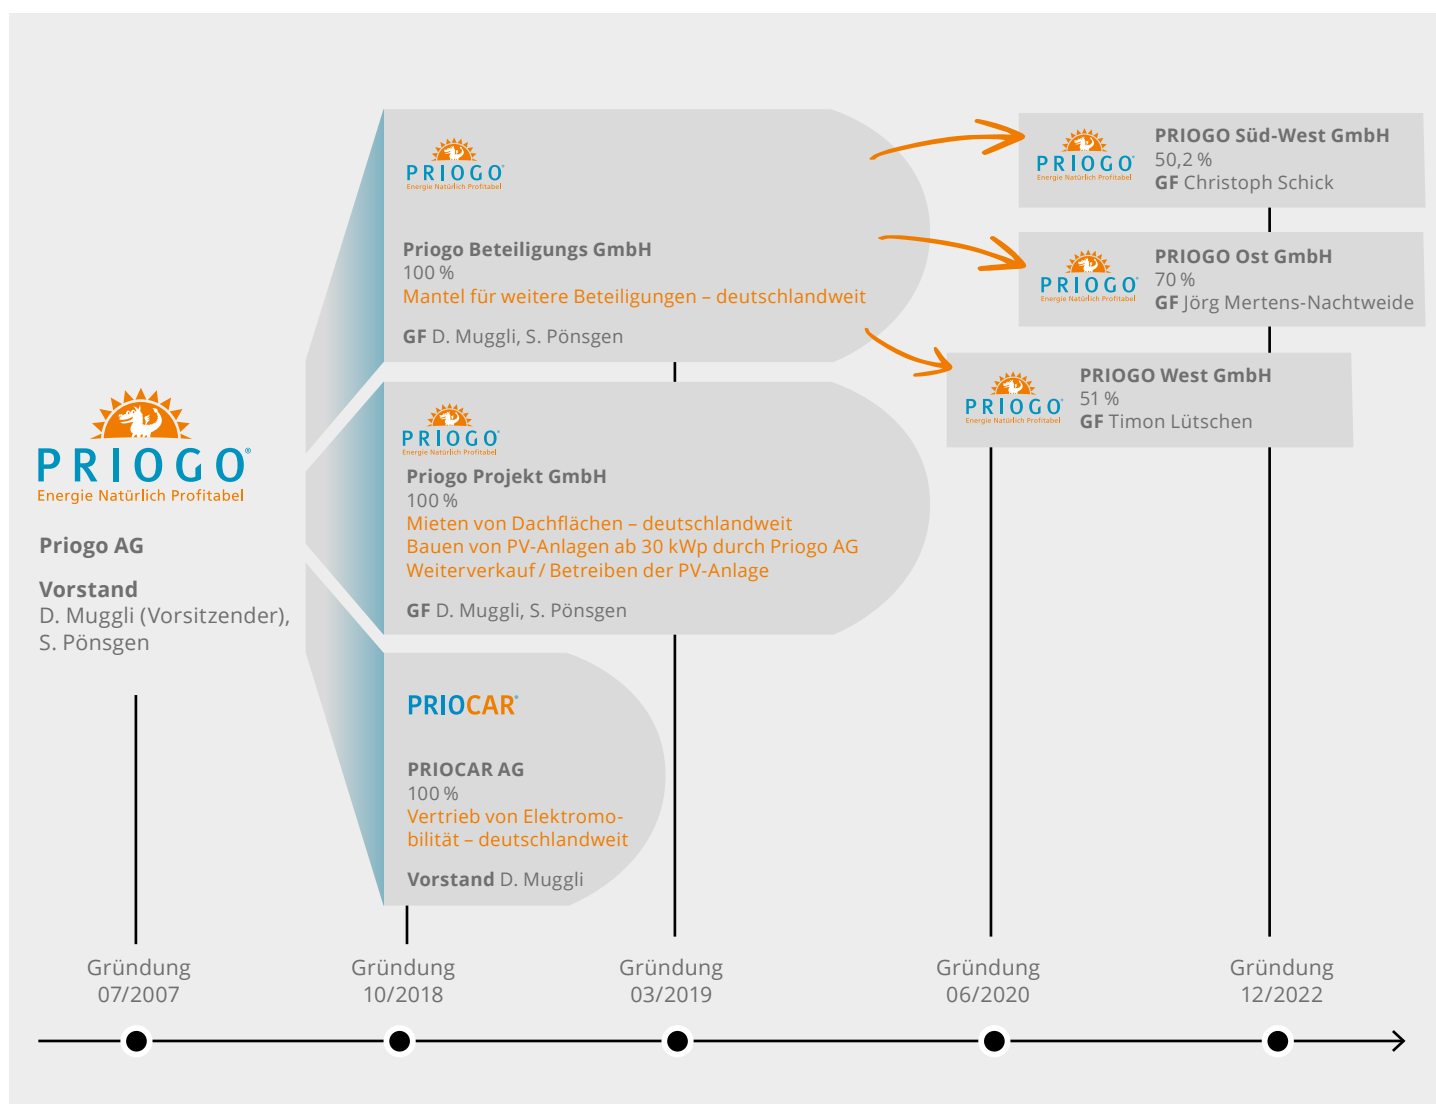 PRIOGO®
Energie Natürlich Profitabel
Priogo AG
Vorstand
D. Muggli (Vorsitzender),
S. Pönsgen
PRIOGO®
Energie Natürlich Profitabel
Priogo Beteiligungs GmbH
100 %
Mantel für weitere Beteiligungen – deutschlandweit
GF D. Muggli, S. Pönsgen
PRIOGO®
Energie Natürlich Profitabel
Priogo Projekt GmbH
100 %
Mieten von Dachflächen – deutschlandweit
Bauen von PV-Anlagen ab 30 kWp durch Priogo AG
Weiterverkauf / Betreiben der PV-Anlage
GF D. Muggli, S. Pönsgen
PRIOCAR®
PRIOCAR AG
100 %
Vertrieb von Elektromo-
bilität – deutschlandweit
Vorstand D. Muggli
PRIOGO®
Energie Natürlich Profitabel
PRIOGO Süd-West GmbH
50,2 %
GF Christoph Schick
PRIOGO®
Energie Natürlich Profitabel
PRIOGO Ost GmbH
70 %
GF Jörg Mertens-Nachtweide
PRIOGO®
Energie Natürlich Profitabel
PRIOGO West GmbH
51 %
GF Timon Lütschen
Gründung
07/2007
Gründung
10/2018
Gründung
03/2019
Gründung
06/2020
Gründung
12/2022